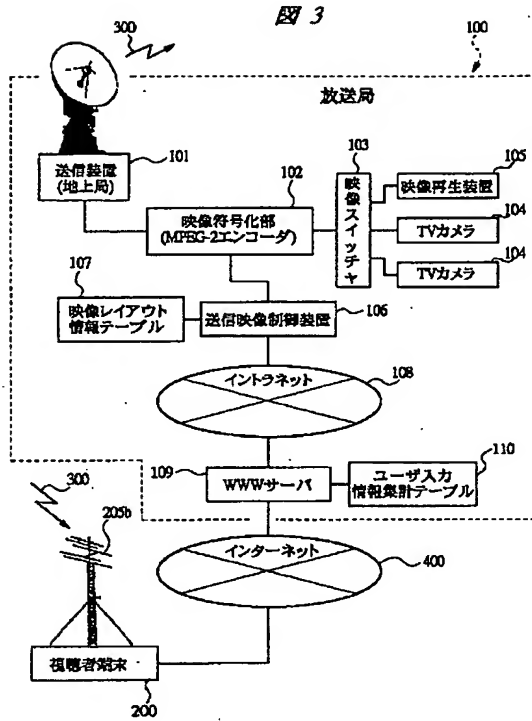 図 3
300
100
放送局
101
送信装置
(地上局)
102
映像符号化部
(MPEG-2エンコーダ)
103
映像スイッチャ
105
映像再生装置
104
TVカメラ
104
TVカメラ
107
映像レイアウト
情報テーブル
送信映像制御装置
106
イントラネット
108
109
WWWサーバ
110
ユーザ入力
情報集計テーブル
300
205b
インターネット
400
視聴者端末
200